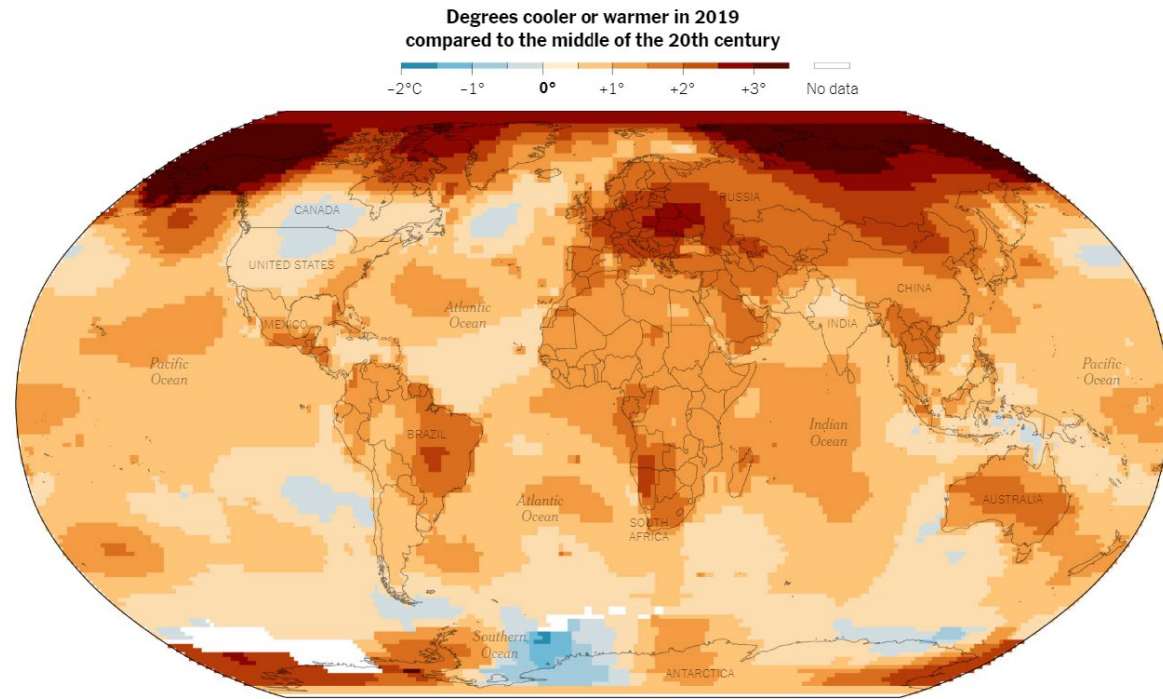 Degrees cooler or warmer in 2019
compared to the middle of the 20th century
−2°C −1° 0° +1° +2° +3° No data
RUSSIA
CANADA
UNITED STATES
CHINA
Atlantic
Ocean
MEXICO
INDIA
Pacific
Ocean
Pacific
Ocean
BRAZIL
Indian
Ocean
Atlantic
Ocean
AUSTRALIA
SOUTH
AFRICA
Southern
Ocean
ANTARCTICA